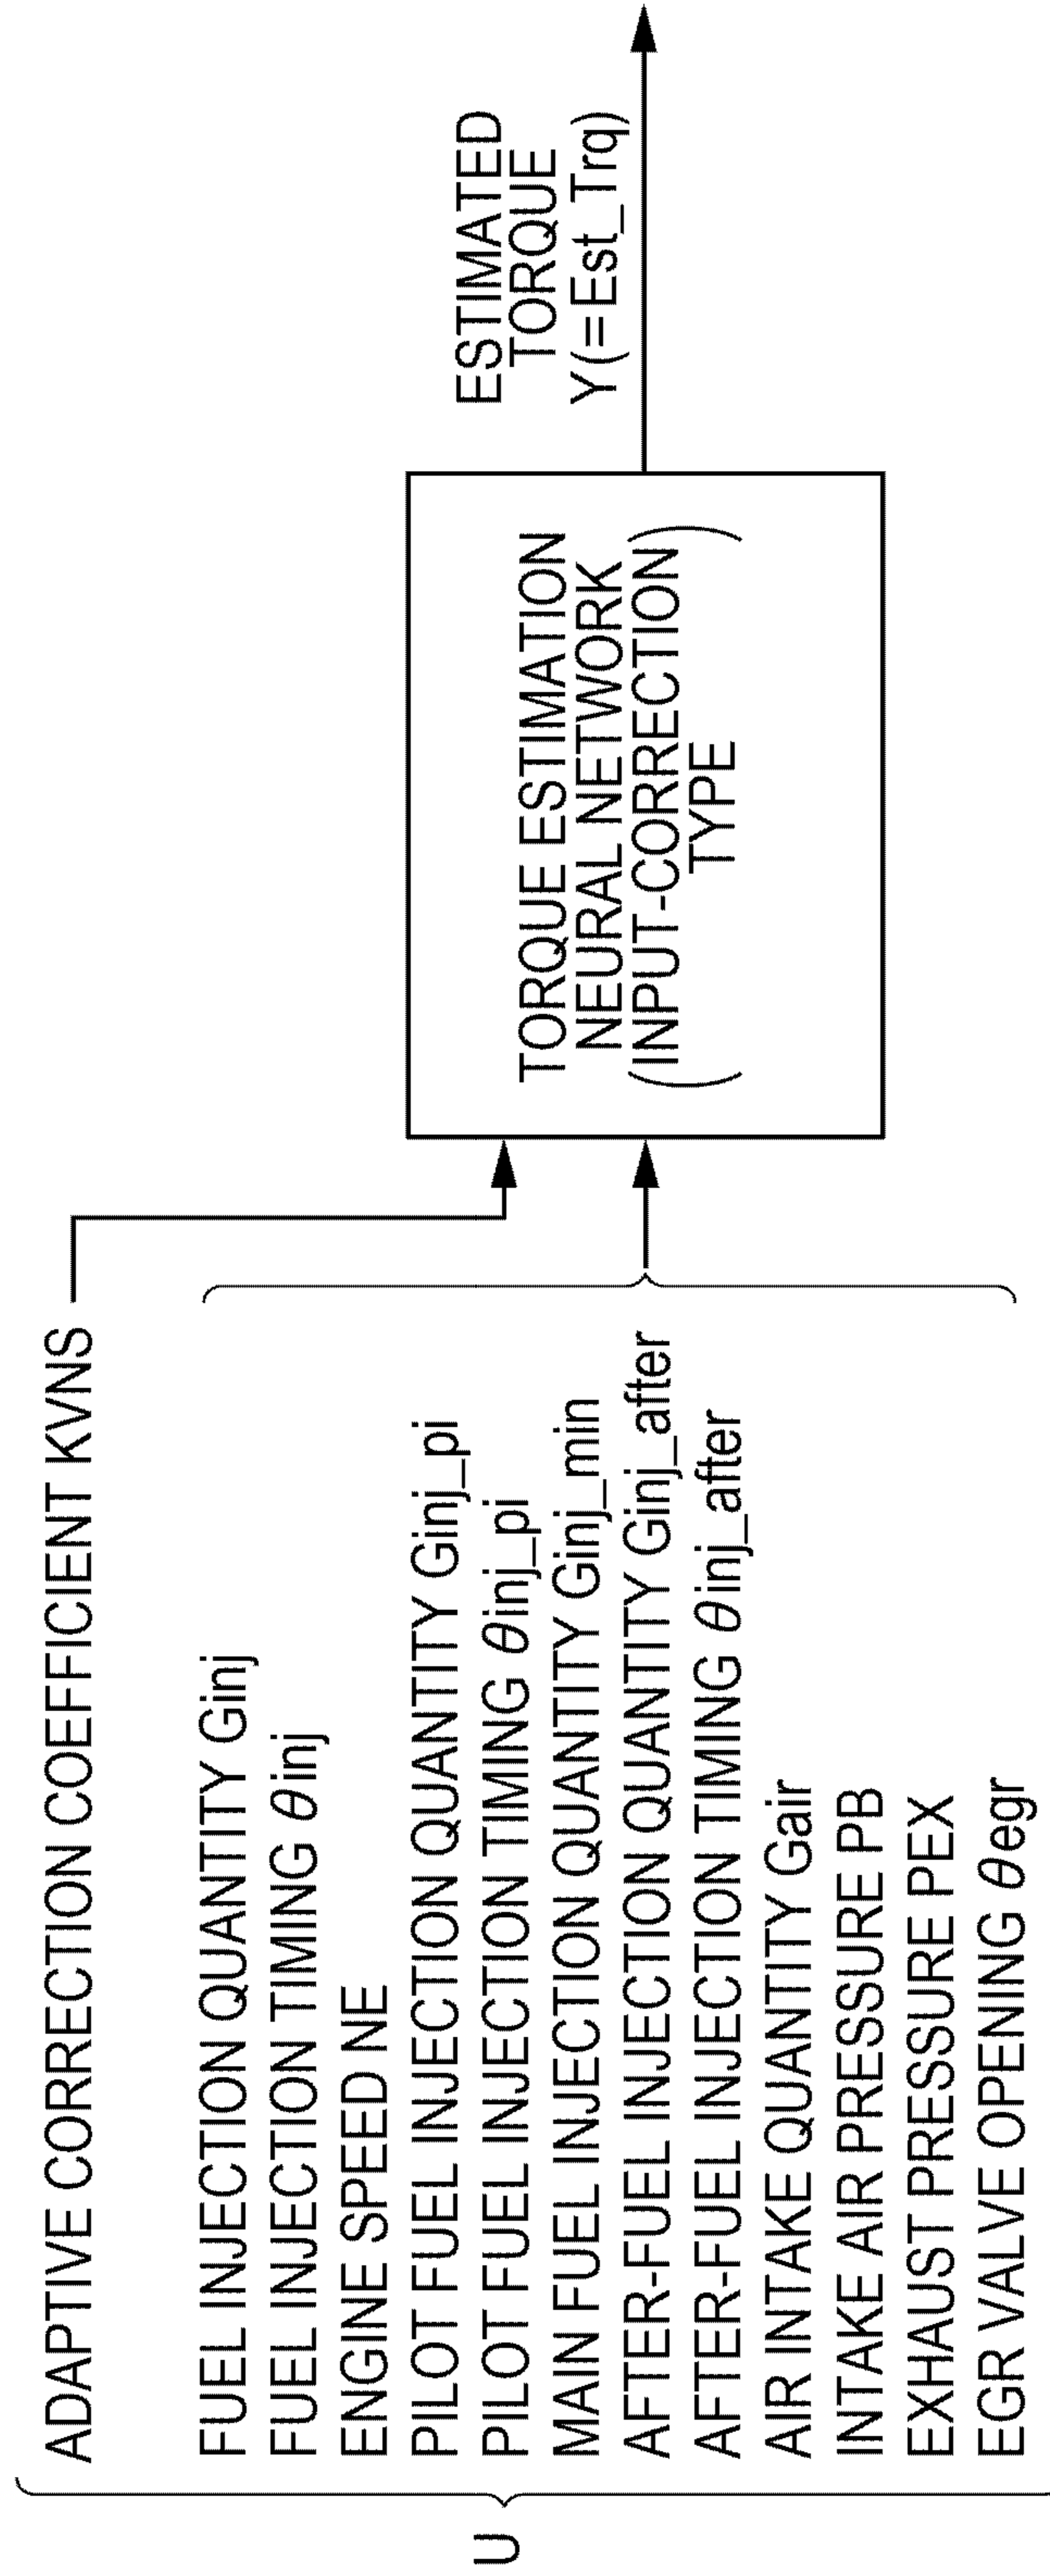 U
ADAPTIVE CORRECTION COEFFICIENT KVNS
FUEL INJECTION QUANTITY Ginj
FUEL INJECTION TIMING θinj
ENGINE SPEED NE
PILOT FUEL INJECTION QUANTITY Ginj_pi
PILOT FUEL INJECTION TIMING θinj_pi
MAIN FUEL INJECTION QUANTITY Ginj_min
AFTER-FUEL INJECTION QUANTITY Ginj_after
AFTER-FUEL INJECTION TIMING θinj_after
AIR INTAKE QUANTITY Gair
INTAKE AIR PRESSURE PB
EXHAUST PRESSURE PEX
EGR VALVE OPENING θegr
TORQUE ESTIMATION
NEURAL NETWORK
(INPUT-CORRECTION
TYPE)
ESTIMATED
TORQUE
Y(=Est_Trq)